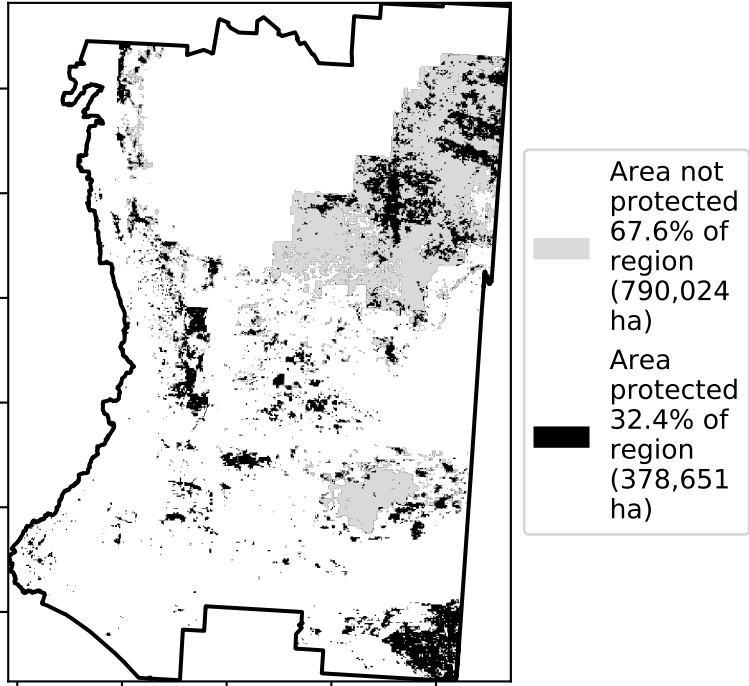 Area not
protected
67.6% of
region
(790,024
ha)
Area
protected
32.4% of
region
(378,651
ha)